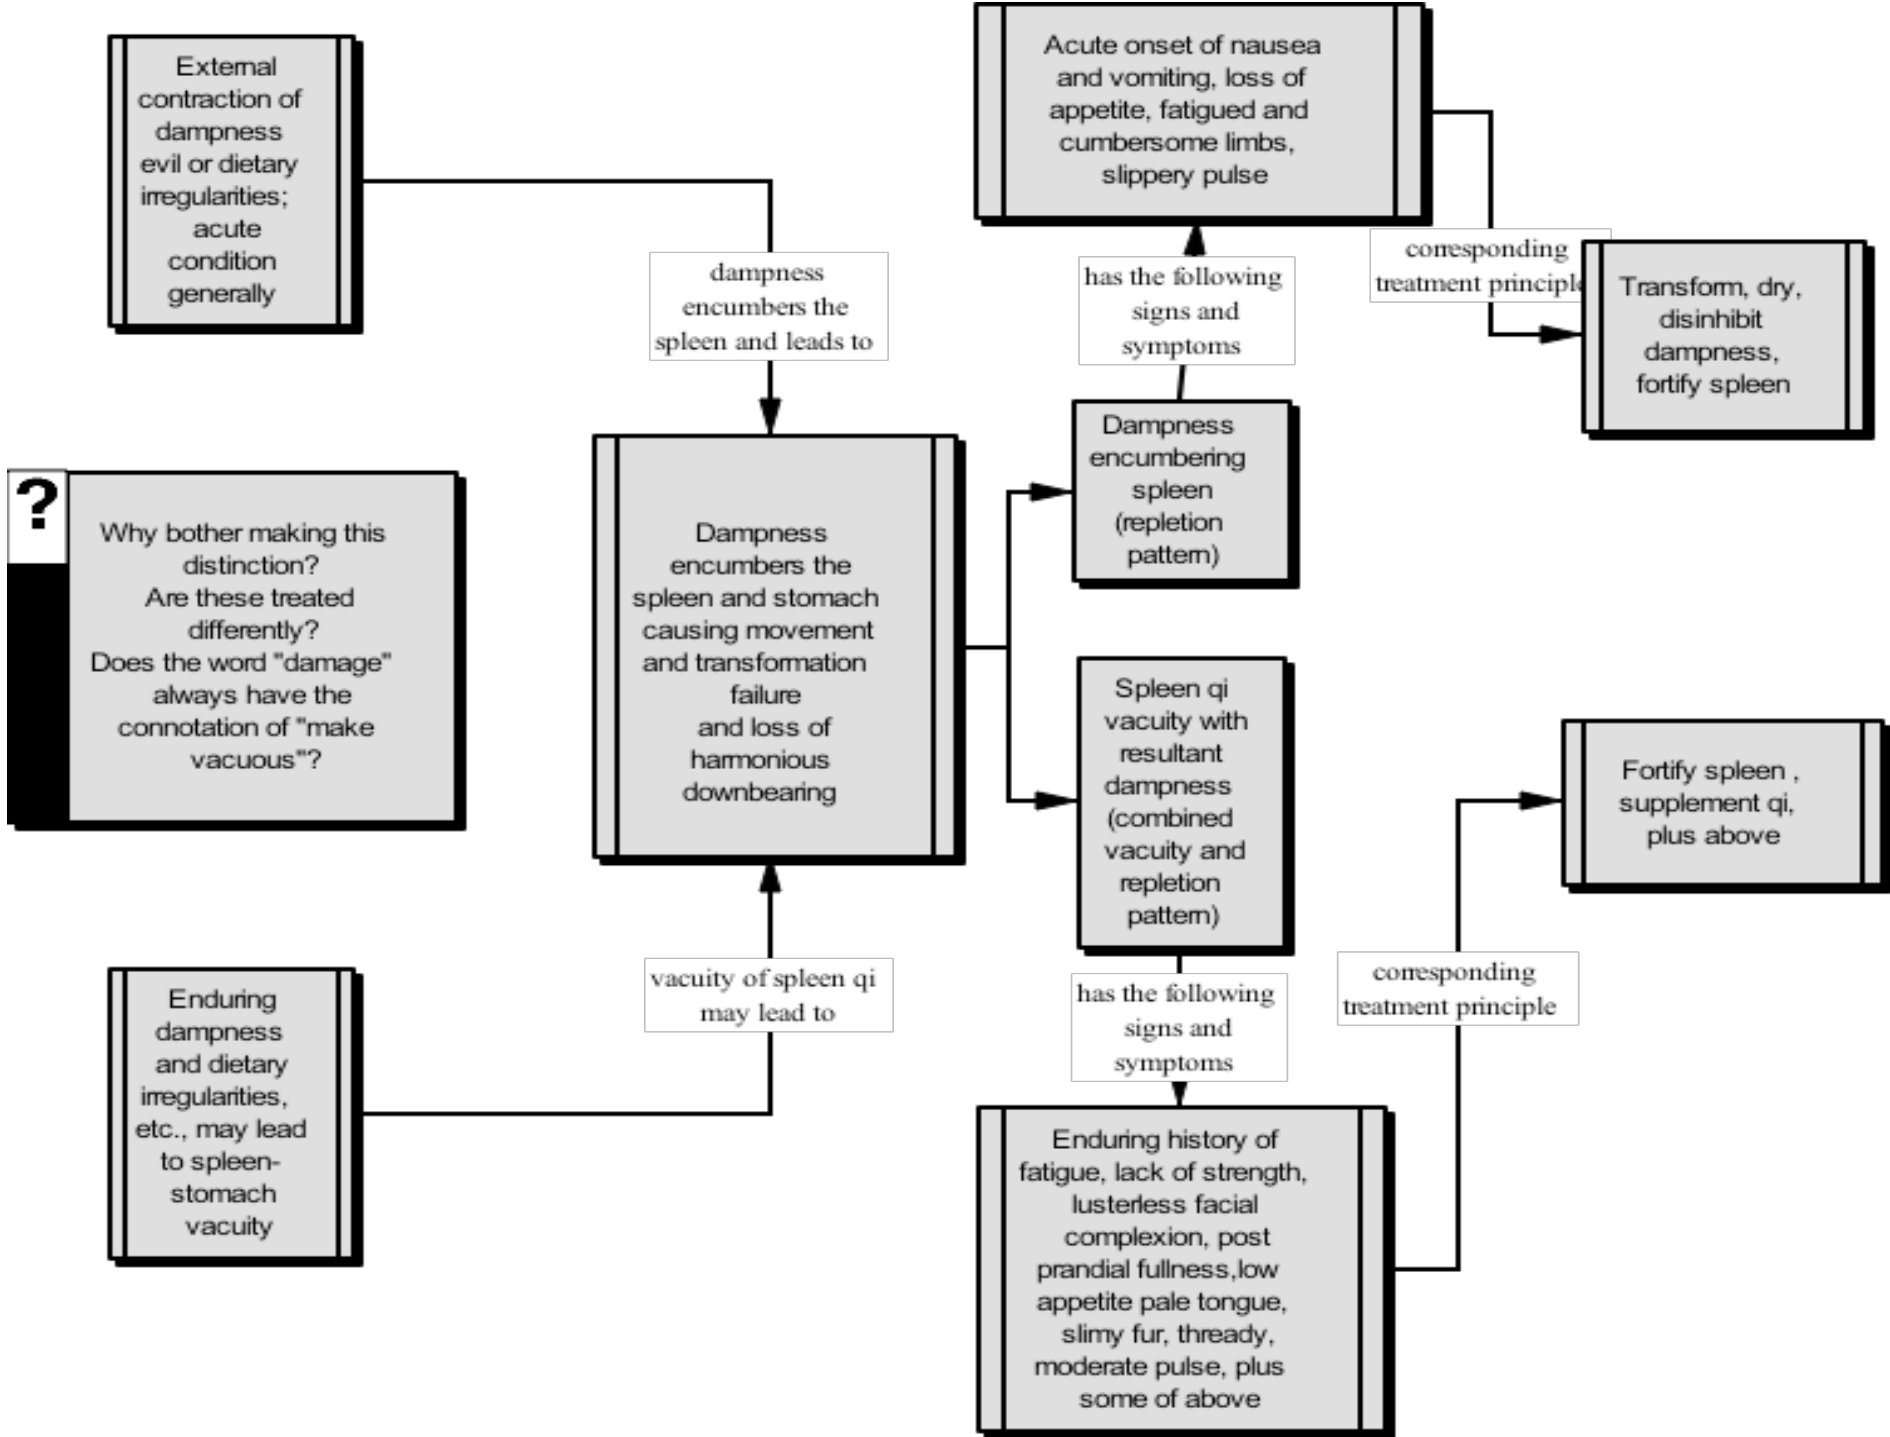 External
contraction of
dampness
evil or dietary
irregularities;
acute
condition
generally
dampness
encumbers the
spleen and leads to
Acute onset of nausea
and vomiting, loss of
appetite, fatigued and
cumbersome limbs,
slippery pulse
has the following
signs and
symptoms
corresponding
treatment principle
Transform, dry,
disinhibit
dampness,
fortify spleen
?
Why bother making this
distinction?
Are these treated
differently?
Does the word "damage"
always have the
connotation of "make
vacuous"?
Dampness
encumbers the
spleen and stomach
causing movement
and transformation
failure
and loss of
harmonious
downbearing
Dampness
encumbering
spleen
(repletion
pattern)
Spleen qi
vacuity with
resultant
dampness
(combined
vacuity and
repletion
pattern)
Fortify spleen ,
supplement qi,
plus above
Enduring
dampness
and dietary
irregularities,
etc., may lead
to spleen-
stomach
vacuity
vacuity of spleen qi
may lead to
has the following
signs and
symptoms
corresponding
treatment principle
Enduring history of
fatigue, lack of strength,
lusterless facial
complexion, post
prandial fullness,low
appetite pale tongue,
slimy fur, thready,
moderate pulse, plus
some of above